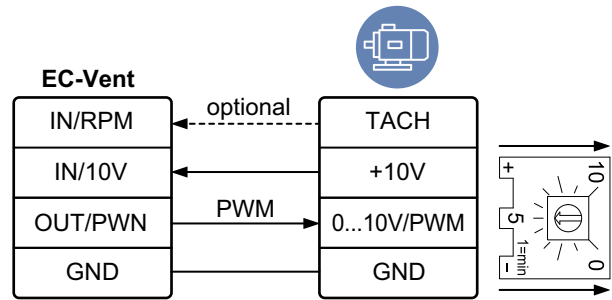 EC-Vent
IN/RPM
optional
TACH
IN/10V
+10V
OUT/PWN
PWM
0...10V/PWM
GND
GND
+
10
5
1=min
-
0